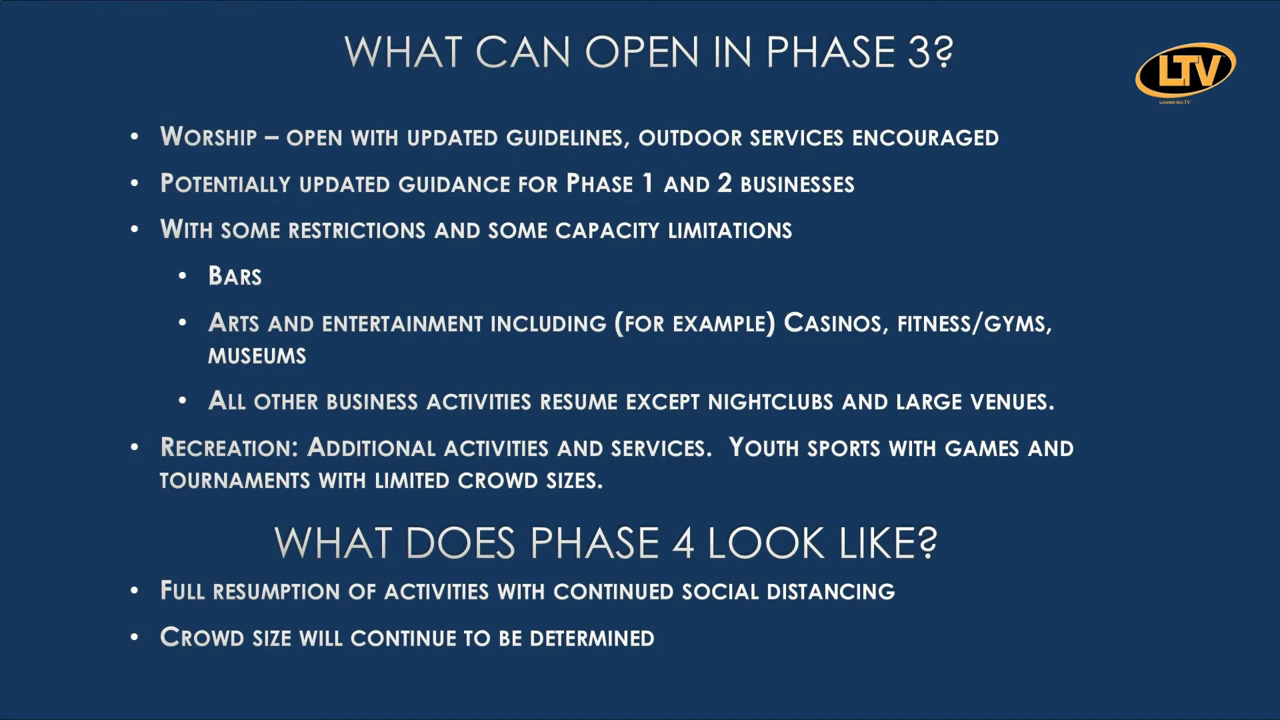 WHAT CAN OPEN IN PHASE 3?
LTV
Leominster.TV
• WORSHIP – OPEN WITH UPDATED GUIDELINES, OUTDOOR SERVICES ENCOURAGED
• POTENTIALLY UPDATED GUIDANCE FOR PHASE 1 AND 2 BUSINESSES
• WITH SOME RESTRICTIONS AND SOME CAPACITY LIMITATIONS
• BARS
• ARTS AND ENTERTAINMENT INCLUDING (FOR EXAMPLE) CASINOS, FITNESS/GYMS,
MUSEUMS
• ALL OTHER BUSINESS ACTIVITIES RESUME EXCEPT NIGHTCLUBS AND LARGE VENUES.
• RECREATION: ADDITIONAL ACTIVITIES AND SERVICES. YOUTH SPORTS WITH GAMES AND
TOURNAMENTS WITH LIMITED CROWD SIZES.
WHAT DOES PHASE 4 LOOK LIKE?
• FULL RESUMPTION OF ACTIVITIES WITH CONTINUED SOCIAL DISTANCING
• CROWD SIZE WILL CONTINUE TO BE DETERMINED